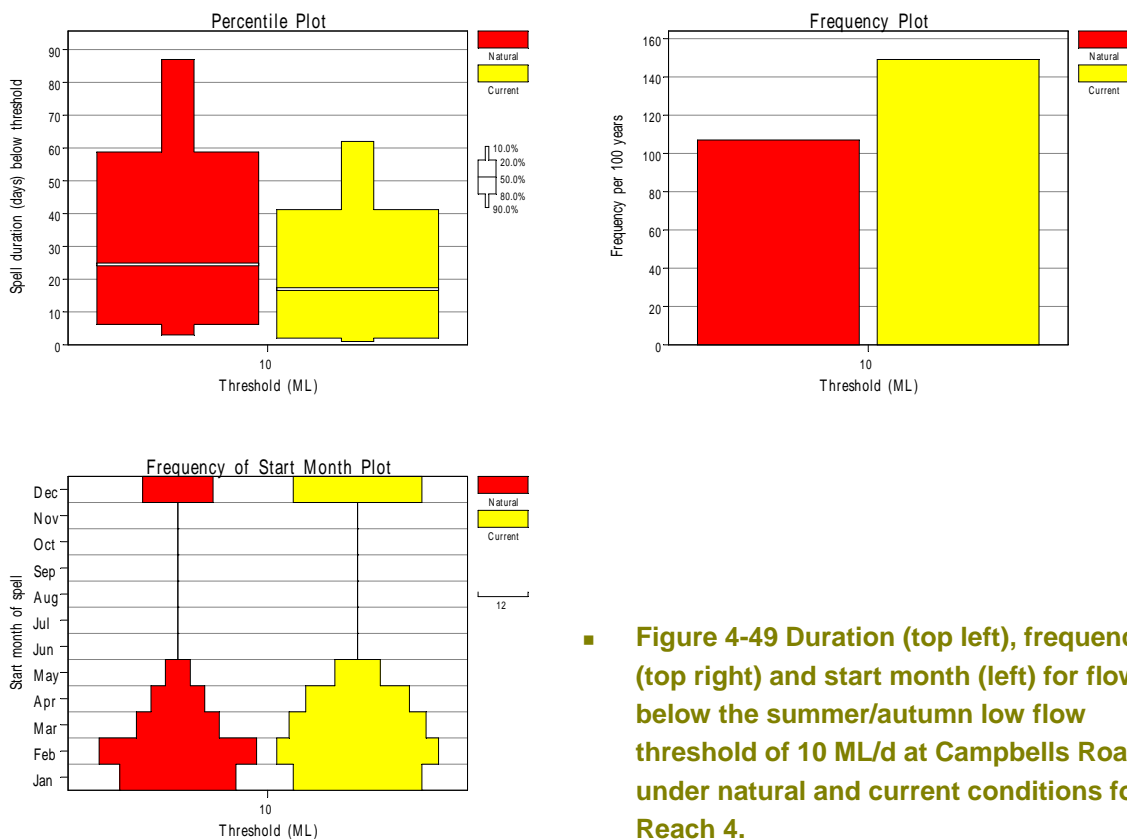 Percentile Plot
Spell duration (days) below threshold
90
80
70
60
50
40
30
20
10
0
10
Threshold (ML)
Natural
Current
10.0%
20.0%
50.0%
80.0%
90.0%
Frequency Plot
Frequency per 100 years
160
140
120
100
80
60
40
20
0
10
Threshold (ML)
Natural
Current
Frequency of Start Month Plot
Start month of spell
Dec
Nov
Oct
Sep
Aug
Jul
Jun
May
Apr
Mar
Feb
Jan
10
Threshold (ML)
Natural
Current
12
▪ Figure 4-49 Duration (top left), frequenc
(top right) and start month (left) for flow
below the summer/autumn low flow
threshold of 10 ML/d at Campbells Roa
under natural and current conditions fo
Reach 4.